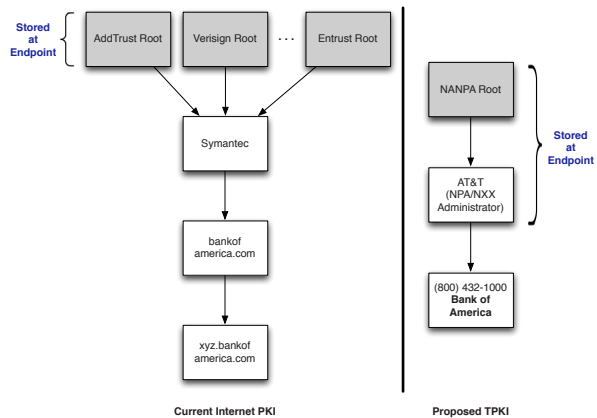 Stored
at
Endpoint
AddTrust Root
Verisign Root
. . .
Entrust Root
Symantec
bankof
america.com
xyz.bankof
america.com
Current Internet PKI
NANPA Root
AT&T
(NPA/NXX
Administrator)
Stored
at
Endpoint
(800) 432-1000
Bank of
America
Proposed TPKI